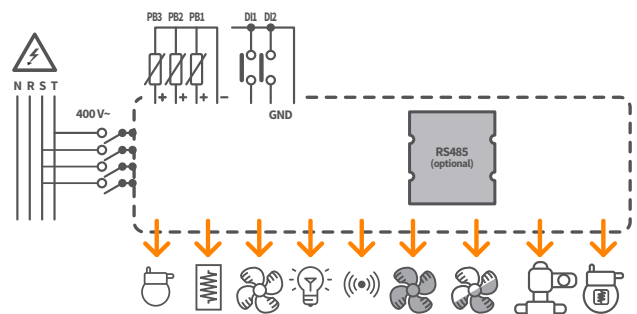 PB3 PB2 PB1 DI1 DI2
N R S T
+ + + –
400 V~
GND
RS485
(optional)